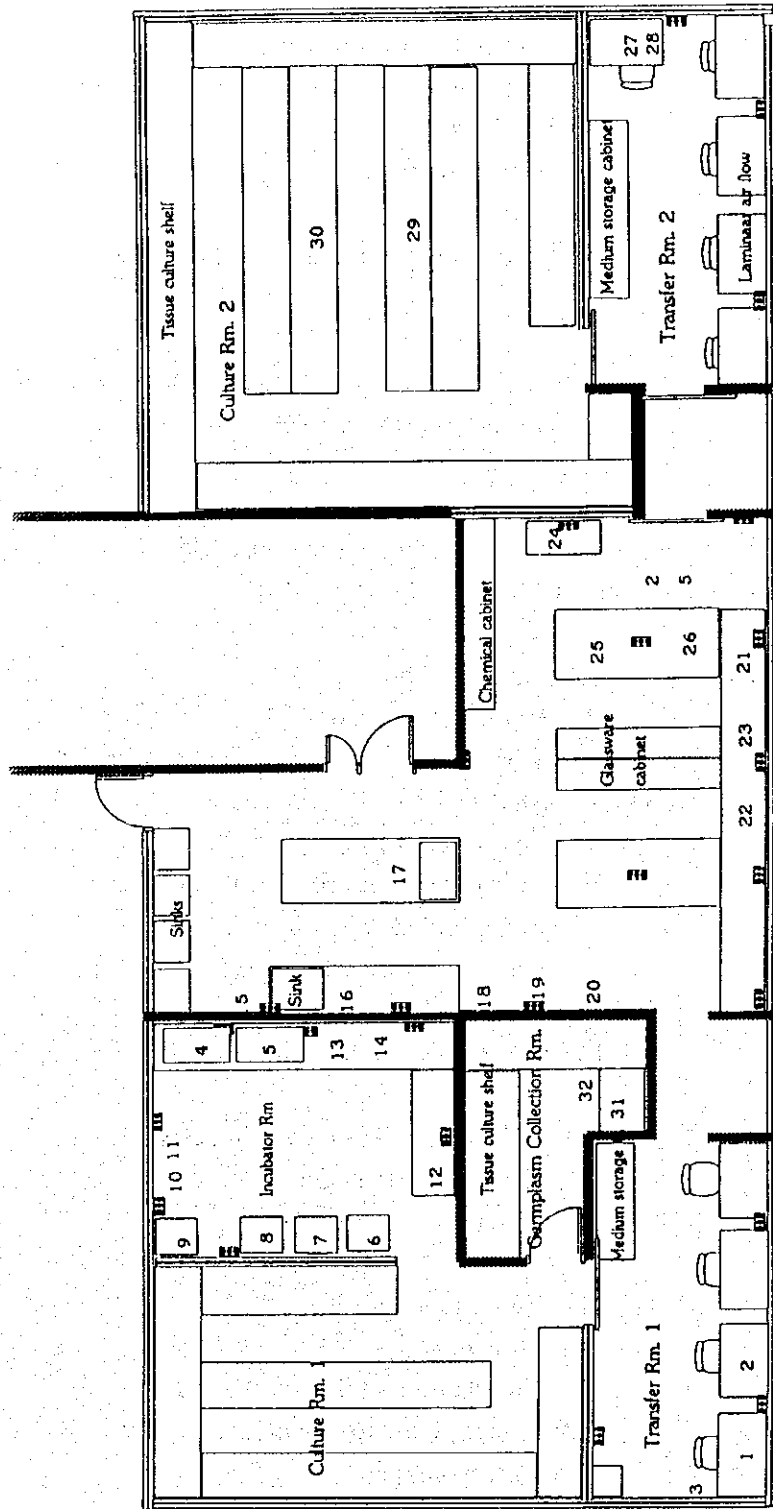 Tissue culture shelf
Culture Rm. 2
30
29
27
28
Medium storage cabinet
Transfer Rm. 2
Laminaar air flow
Chemical cabinet
24
2
5
25
26
21
Glassware
cabinet
23
22
17
Sinks
5
Sink
16
18
19
20
4
5
13
14
10 11
Incubator Rm
12
9
8
7
6
Tissue culture shelf
Germplasm Collection Rm.
32
31
Medium storage
Culture Rm. 1
Transfer Rm. 1
3
1
2